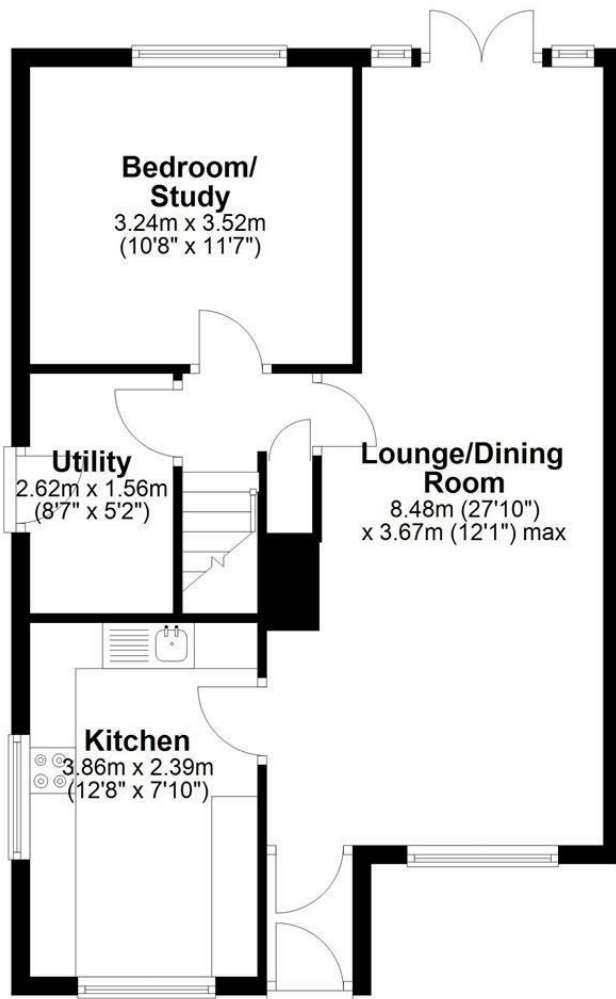 Bedroom/
Study
3.24m x 3.52m
(10'8" x 11'7")
Utility
2.62m x 1.56m
(8'7" x 5'2")
Lounge/Dining
Room
8.48m (27'10")
x 3.67m (12'1") max
Kitchen
3.86m x 2.39m
(12'8" x 7'10")